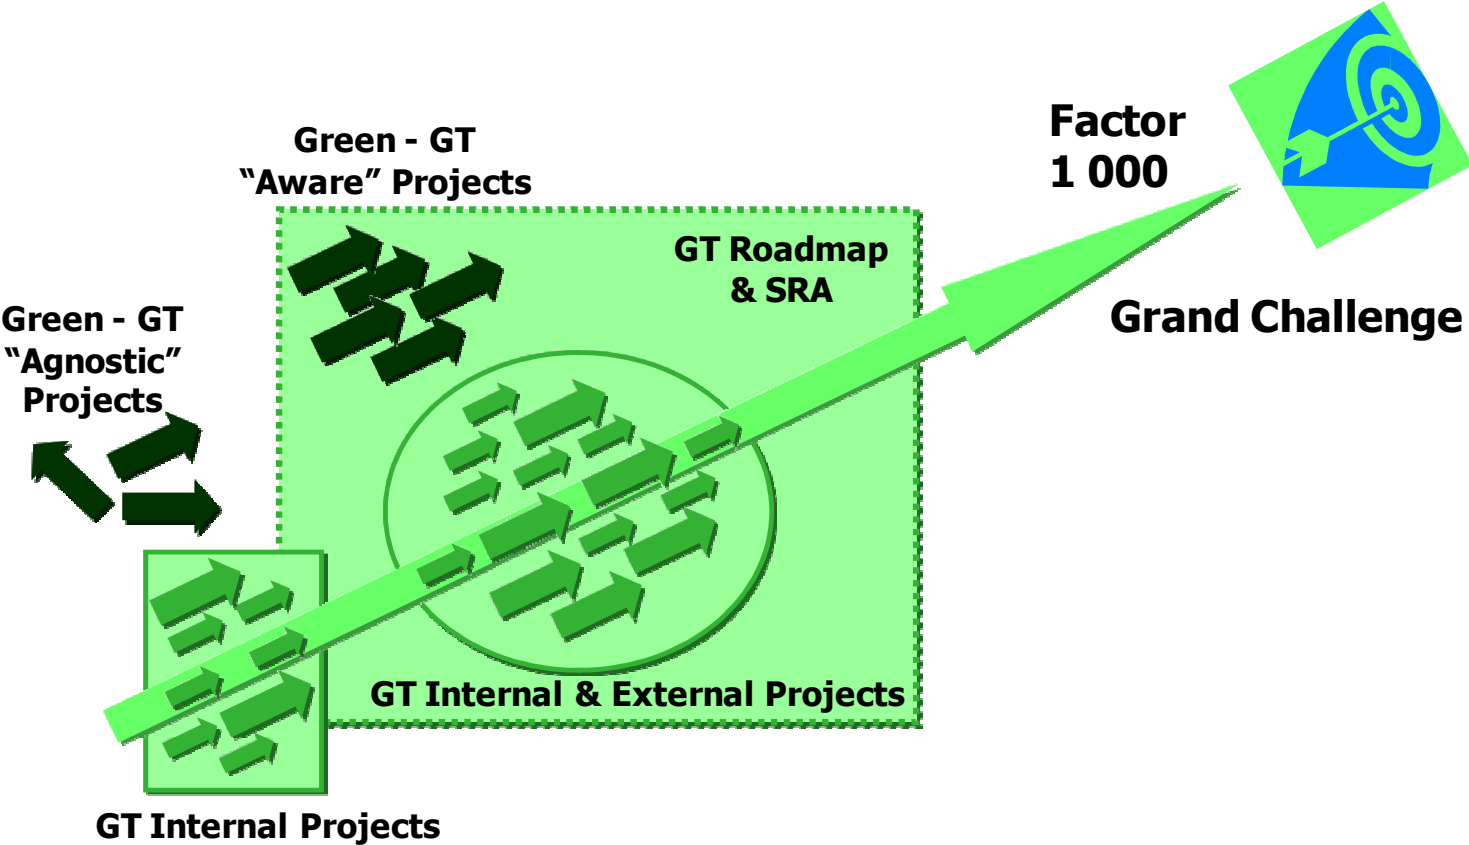 Factor
1 000
Green - GT
“Aware” Projects
GT Roadmap
& SRA
Grand Challenge
Green - GT
“Agnostic”
Projects
GT Internal & External Projects
GT Internal Projects